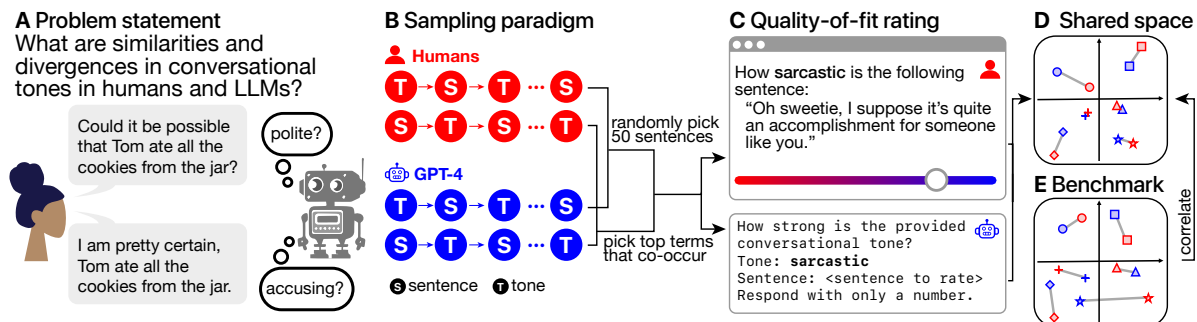 A Problem statement
What are similarities and
divergences in conversational
tones in humans and LLMs?
Could it be possible
that Tom ate all the
cookies from the jar?
polite?
I am pretty certain,
Tom ate all the
cookies from the jar.
accusing?
B Sampling paradigm
Humans
T S T ... S
S T S ... T
GPT-4
T S T ... S
S T S ... T
S sentence T tone
randomly pick
50 sentences
pick top terms
that co-occur
C Quality-of-fit rating
How sarcastic is the following
sentence:
“Oh sweetie, I suppose it’s quite
an accomplishment for someone
like you.”
How strong is the provided
conversational tone?
Tone: sarcastic
Sentence: <sentence to rate>
Respond with only a number.
D Shared space
E Benchmark
correlate